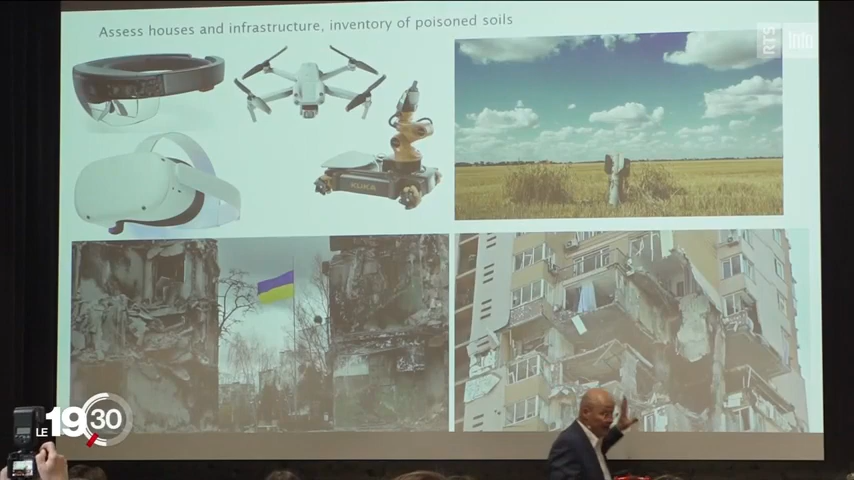 Assess houses and infrastructure, inventory of poisoned soils
RTS info
KUKA
LE 19 30